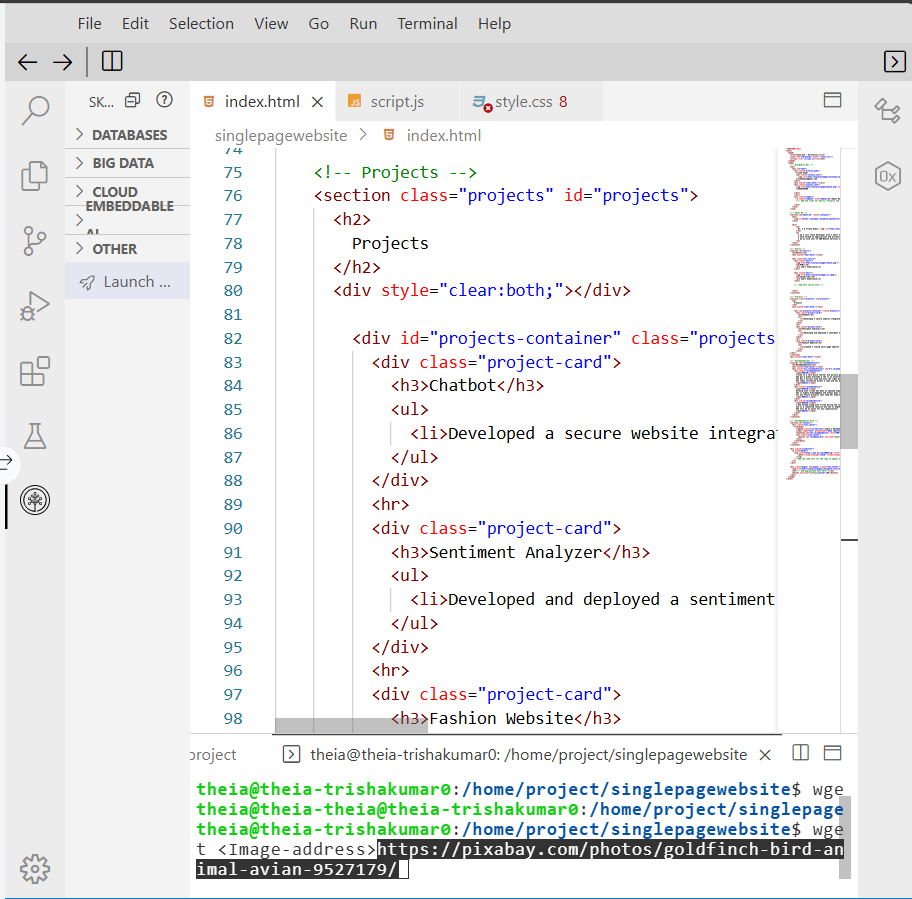 File Edit Selection View Go Run Terminal Help
SK...
DATABASES
BIG DATA
CLOUD
EMBEDDABLE
AI
OTHER
Launch ...
index.html
JS script.js
style.css 8
0x
singlepagewebsite > index.html
74
75 <!-- Projects -->
76 <section class="projects" id="projects">
77 <h2>
78 Projects
79 </h2>
80 <div style="clear:both;"></div>
81
82 <div id="projects-container" class="projects
83 <div class="project-card">
84 <h3>Chatbot</h3>
85 <ul>
86 <li>Developed a secure website integra
87 </ul>
88 </div>
89 <hr>
90 <div class="project-card">
91 <h3>Sentiment Analyzer</h3>
92 <ul>
93 <li>Developed and deployed a sentiment
94 </ul>
95 </div>
96 <hr>
97 <div class="project-card">
98 <h3>Fashion Website</h3>
project
theia@theia-trishakumar0: /home/project/singlepagewebsite
theia@theia-trishakumar0:/home/project/singlepagewebsite$ wge
theia@theia-theia@theia-trishakumar0:/home/project/singlepage
theia@theia-trishakumar0:/home/project/singlepagewebsite$ wge
t <Image-address>https://pixabay.com/photos/goldfinch-bird-an
imal-avian-9527179/